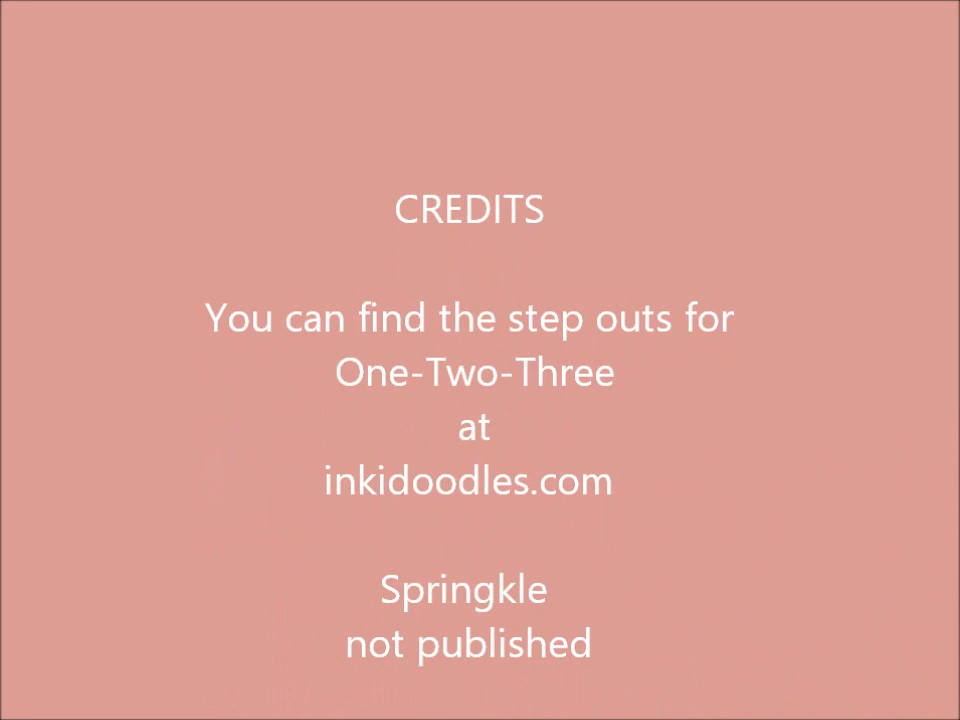 CREDITS
You can find the step outs for
One-Two-Three
at
inkidoodles.com
Springkle
not published